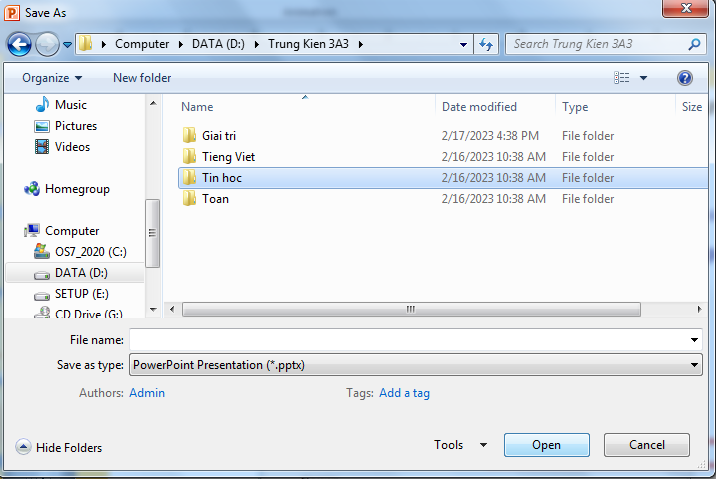 Save As
Computer DATA (D:) Trung Kien 3A3
Search Trung Kien 3A3
Organize New folder
Music
Pictures
Videos
Homegroup
Computer
OS7_2020 (C:)
DATA (D:)
SETUP (E:)
CD Drive (G:)
Name Date modified Type Size
Giai tri 2/17/2023 4:38 PM File folder
Tieng Viet 2/16/2023 10:38 AM File folder
Tin hoc 2/16/2023 10:38 AM File folder
Toan 2/16/2023 10:38 AM File folder
File name:
Save as type: PowerPoint Presentation (*.pptx)
Authors: Admin Tags: Add a tag
Hide Folders Tools Open Cancel